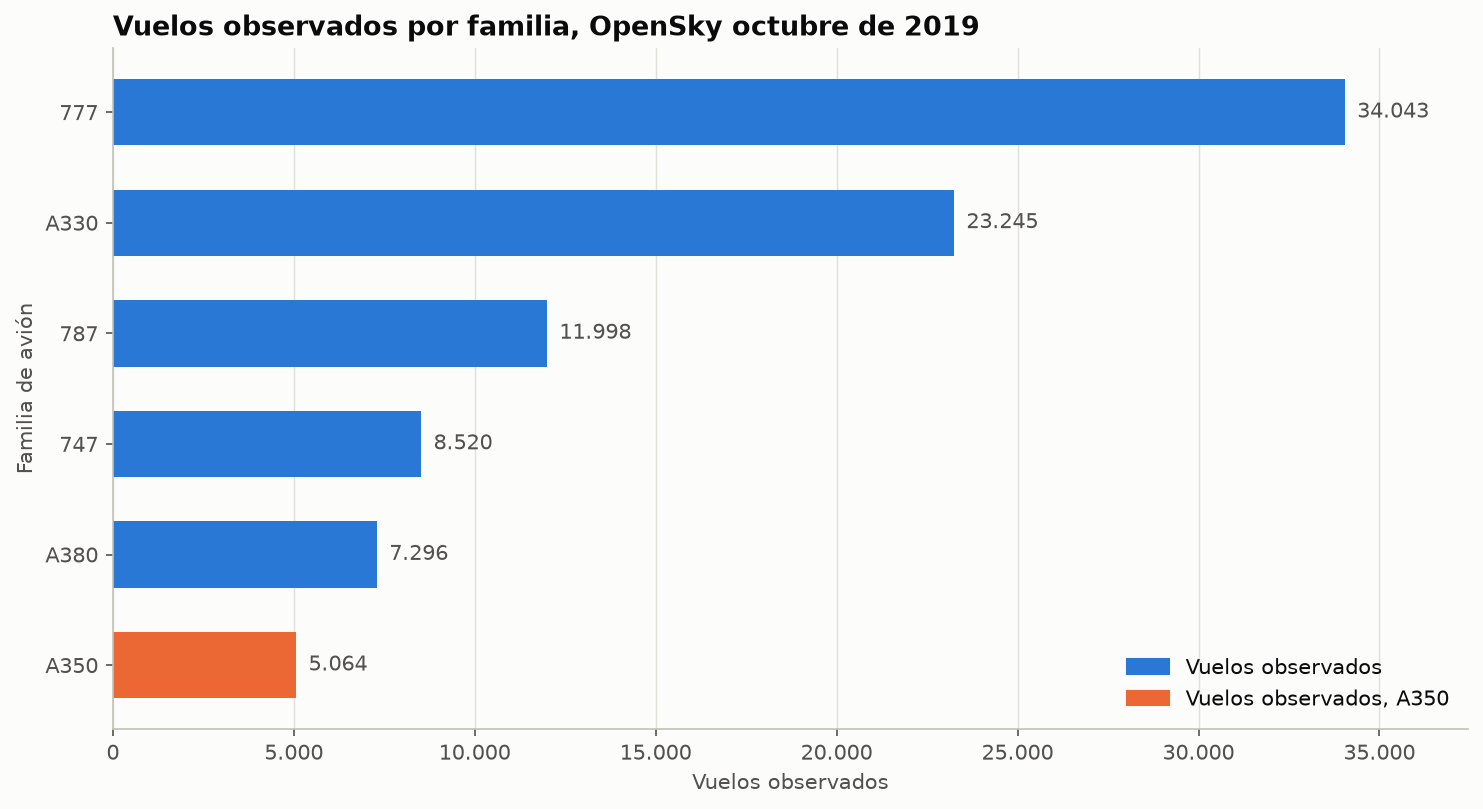 Vuelos observados por familia, OpenSky octubre de 2019
Familia de avión
777
34.043
A330
23.245
787
11.998
747
8.520
A380
7.296
A350
5.064
Vuelos observados
Vuelos observados, A350
0 5.000 10.000 15.000 20.000 25.000 30.000 35.000
Vuelos observados